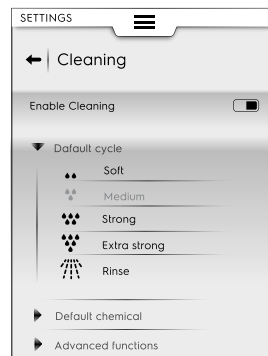 SETTINGS
Cleaning
Enable Cleaning
Dafault cycle
Soft
Medium
Strong
Extra strong
Rinse
Default chemical
Advanced functions